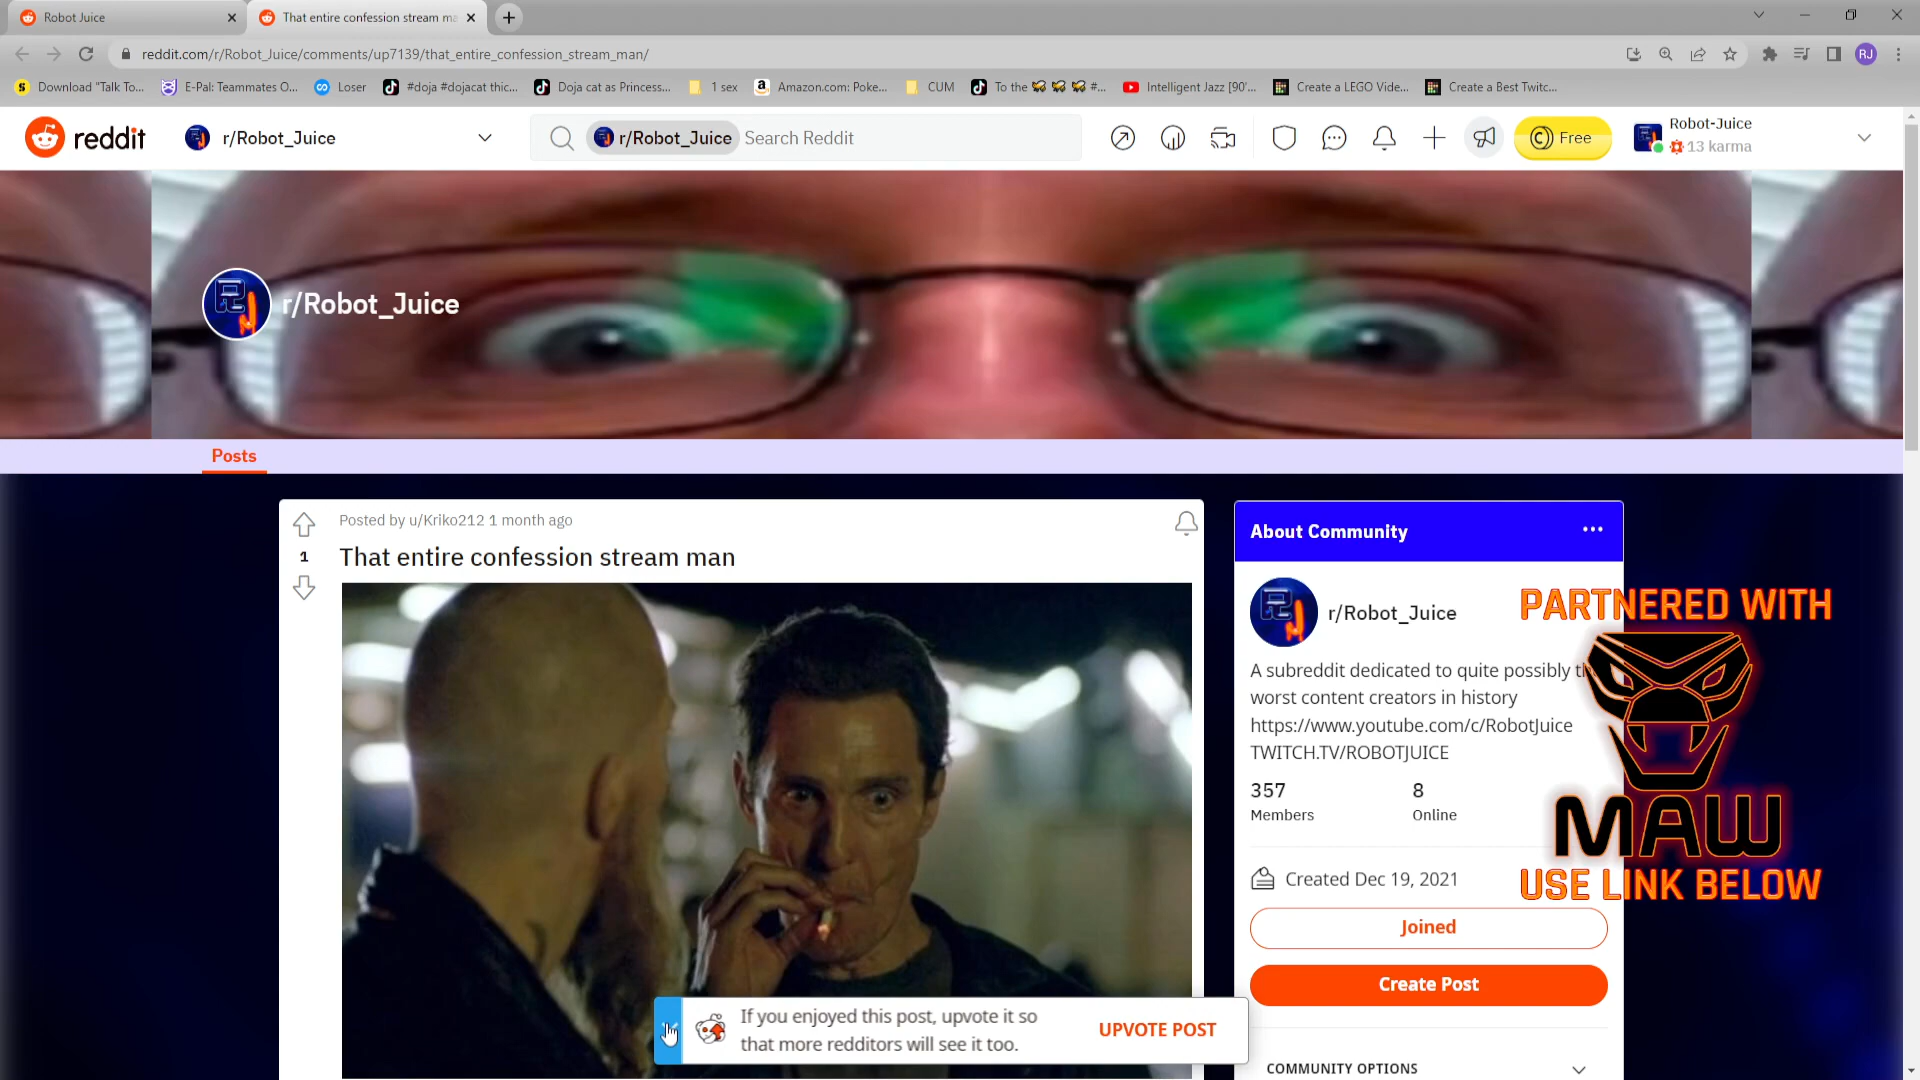 Robot Juice
That entire confession stream ma
reddit.com/r/Robot_Juice/comments/up7139/that_entire_confession_stream_man/
RJ
Download "Talk To...
E-Pal: Teammates O...
Loser
#doja #dojacat thic...
Doja cat as Princess...
1 sex
Amazon.com: Poke...
CUM
To the 🐝 🐝 🐝 #...
Intelligent Jazz [90'...
Create a LEGO Vide...
Create a Best Twitc...
reddit
r/Robot_Juice
r/Robot_Juice Search Reddit
Free
Robot-Juice
13 karma
r/Robot_Juice
Posts
Posted by u/Kriko212 1 month ago
1
That entire confession stream man
About Community
r/Robot_Juice
A subreddit dedicated to quite possibly th
worst content creators in history
https://www.youtube.com/c/RobotJuice
TWITCH.TV/ROBOTJUICE
357
Members
8
Online
Created Dec 19, 2021
Joined
Create Post
COMMUNITY OPTIONS
PARTNERED WITH
MAW
USE LINK BELOW
If you enjoyed this post, upvote it so
that more redditors will see it too.
UPVOTE POST